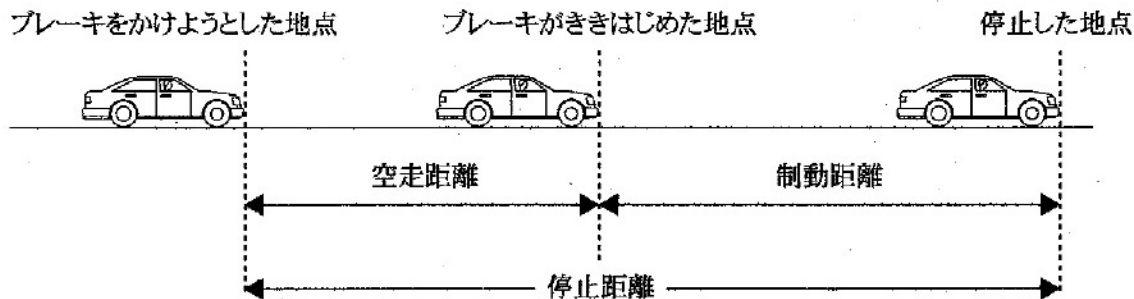 ブレーキをかけようとした地点
ブレーキがききはじめた地点
停止した地点
空走距離
制動距離
停止距離